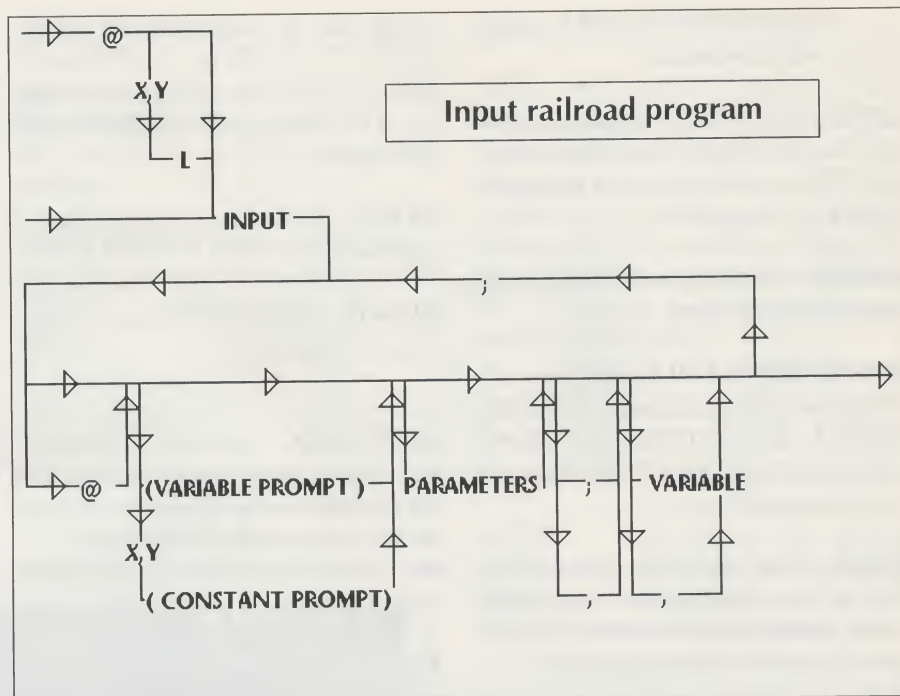 @
X,Y
Input railroad program
L
INPUT
;
@ (VARIABLE PROMPT ) PARAMETERS ; VARIABLE
X,Y
( CONSTANT PROMPT) , ,